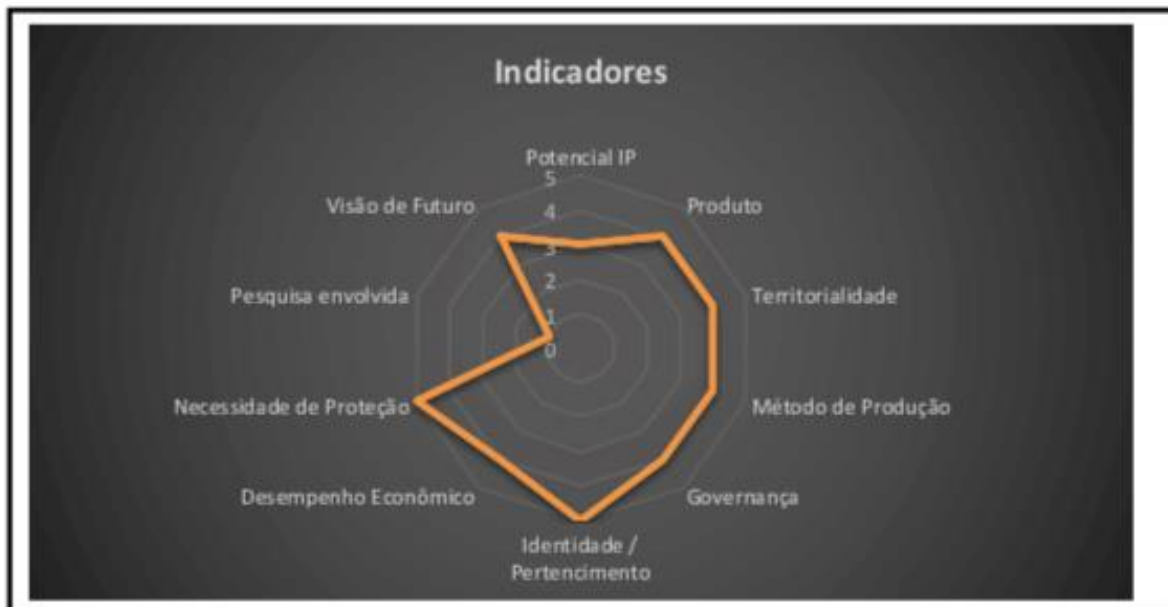 Indicadores
Potencial IP
5
Visão de Futuro
Produto
4
3
Pesquisa envolvida
Territorialidade
2
1
0
Necessidade de Proteção
Método de Produção
Desempenho Econômico
Governança
Identidade /
Pertencimento